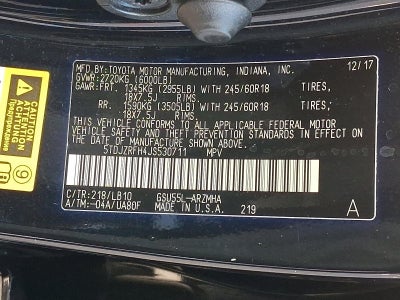 MFD. BY:
TOYOTA MOTOR MANUFACTURING, INDIANA, INC. 12/17
GVWR: 2720KG (6000LB)
GAWR: FRT. 1345KG (2955LB) WITH 245/60R18 TIRES,
18X7.5J RIMS.
RR. 1590KG (3505LB) WITH 245/60R18 TIRES,
18X7.5J RIMS.
THIS VEHICLE CONFORMS TO ALL APPLICABLE FEDERAL MOTOR
VEHICLE SAFETY AND THEFT PREVENTION STANDARDS IN EFFECT ON
THE DATE OF MANUFACTURE SHOWN ABOVE.
5TDJZRFH4JS530711 MPV
C/TR: 218/LB10 GSU55L-ARZMHA
A/TM: -04A/UA80F MADE IN U.S.A. 219 A